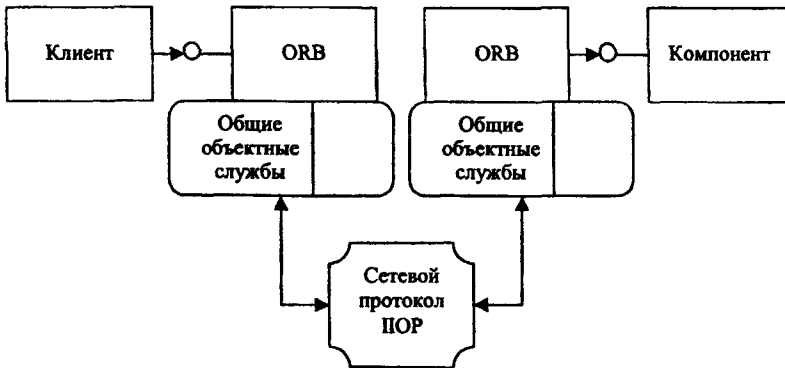 Клиент
ORB
ORB
Компонент
Общие
объектные
службы
Общие
объектные
службы
Сетевой
протокол
IIOP